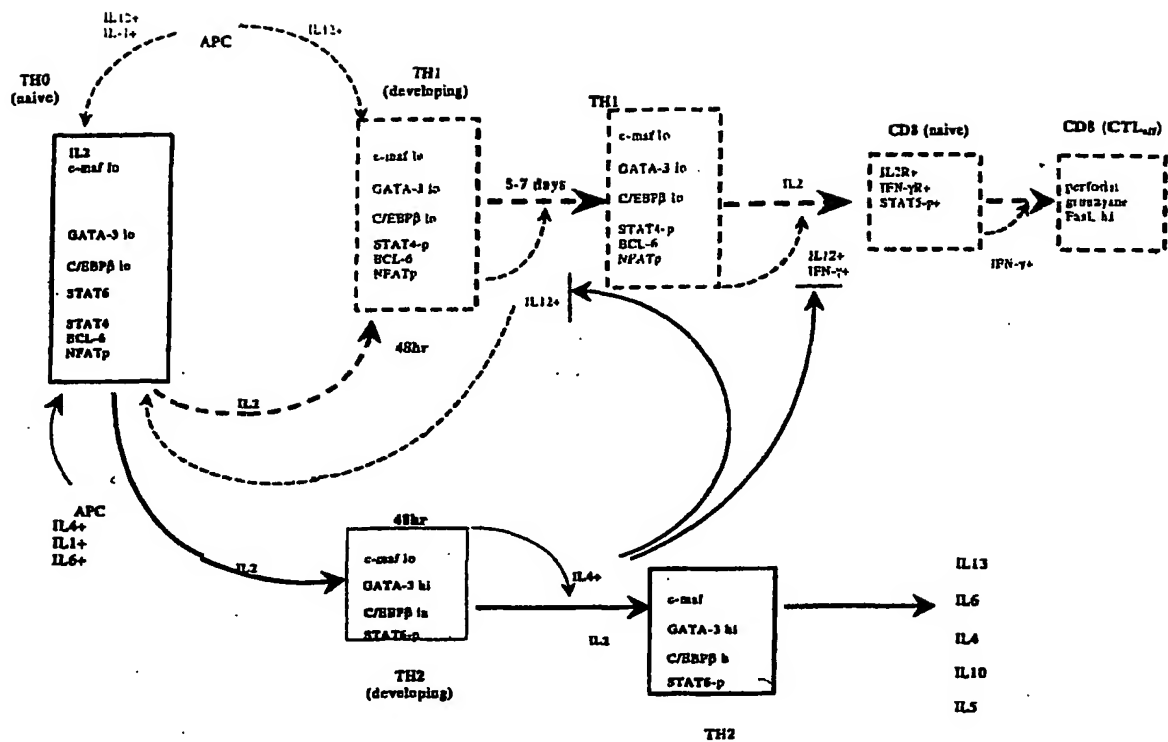 IL12+
APC
IL12+
TH0
(naive)
IL2
c-maf lo
GATA-3 lo
C/EBPβ lo
STAT6
STAT4
BCL-6
NFATp
TH1
(developing)
c-maf lo
GATA-3 lo
C/EBPβ lo
STAT4-p
BCL-6
NFATp
48hr
5-7 days
IL12+
TH1
c-maf lo
GATA-3 lo
C/EBPβ lo
STAT4-p
BCL-6
NFATp
IL2
IL12+
IFN-γ+
CD8 (naive)
IL2R+
IFN-γR+
STAT5-p+
IFN-γ+
CD8 (CTLeff)
perforin
granzyme
FasL hi
IL2
APC
IL4+
IL1+
IL6+
IL2
48hr
c-maf lo
GATA-3 hi
C/EBPβ
STAT6-p
TH2
(developing)
IL4+
IL2
c-maf
GATA-3 hi
C/EBPβ
STAT6-p
TH2
IL13
IL6
IL4
IL10
IL5